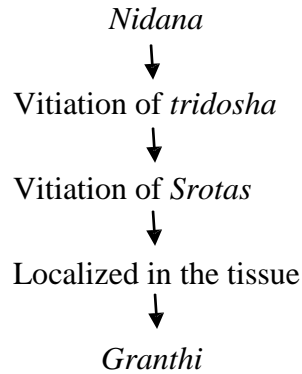 Nidana
Vitiation of tridosha
Vitiation of Srotas
Localized in the tissue
Granthi